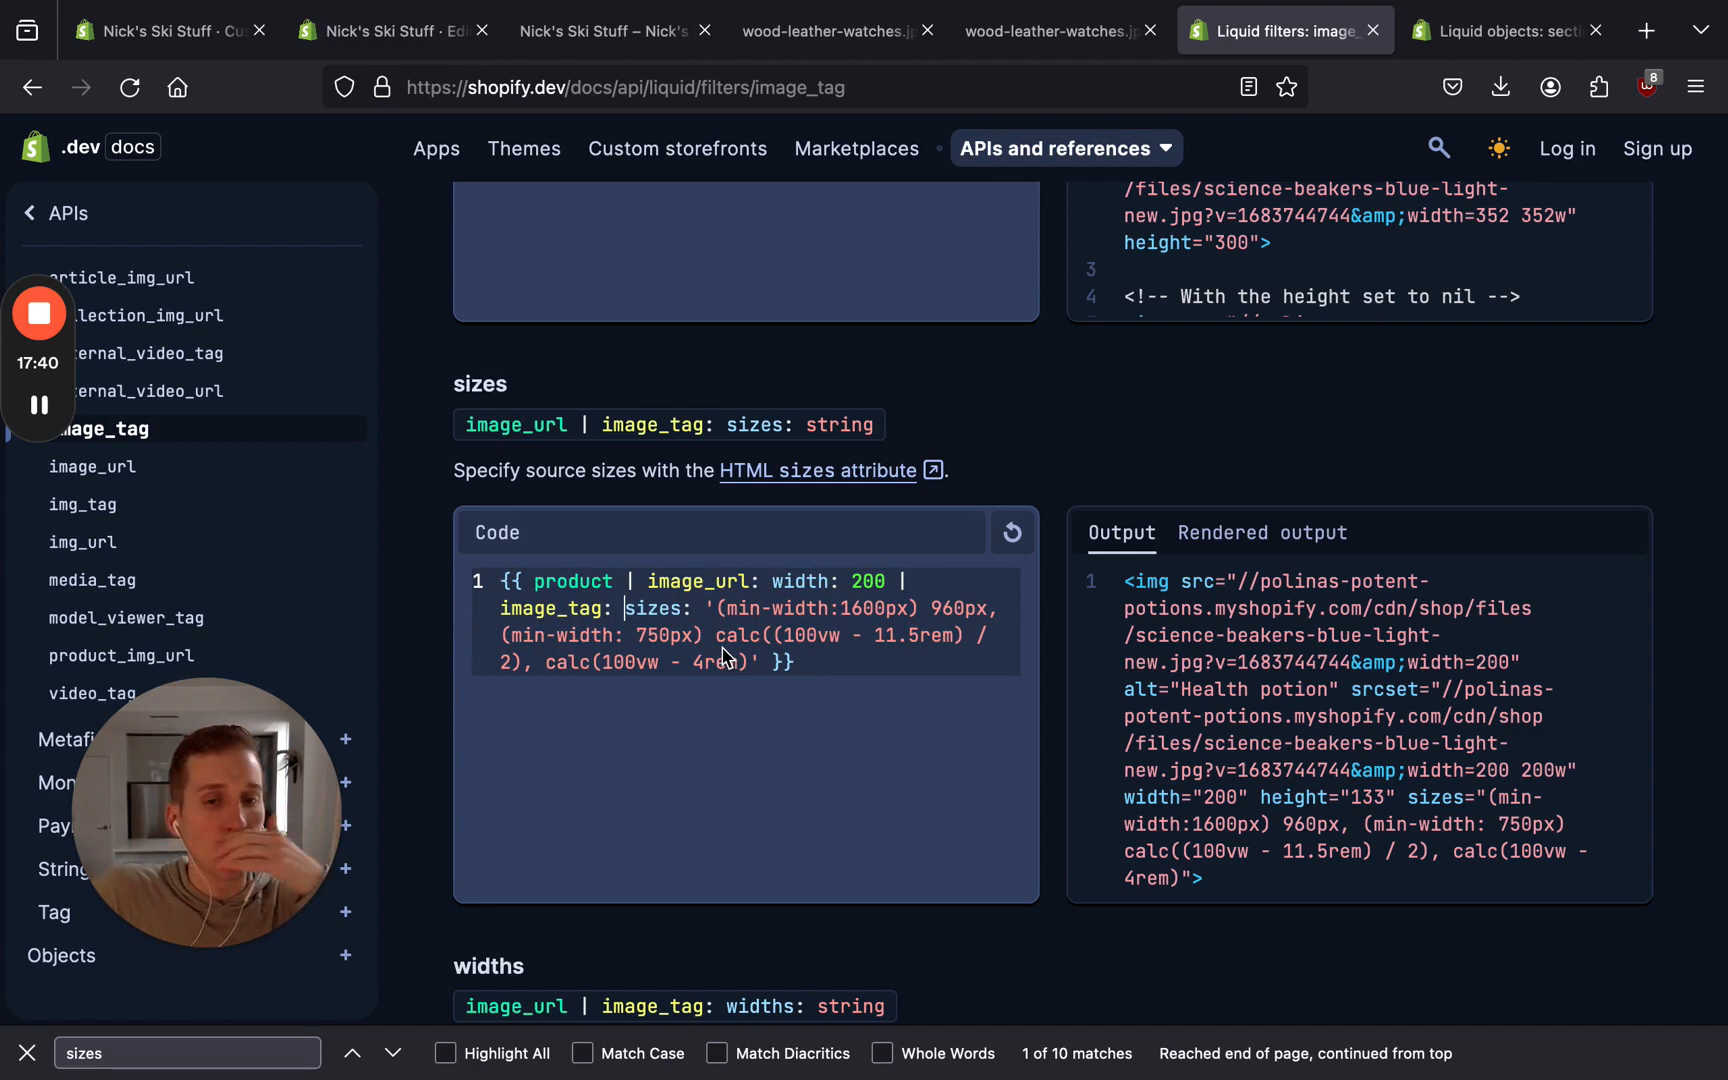 Nick's Ski Stuff · Cu
Nick's Ski Stuff · Edi
Nick's Ski Stuff – Nick's
wood-leather-watches.jp
wood-leather-watches.jp
Liquid filters: image_
Liquid objects: secti
https://shopify.dev/docs/api/liquid/filters/image_tag
8
.dev docs
Apps Themes Custom storefronts Marketplaces APIs and references
Log in Sign up
APIs
article_img_url
llection_img_url
ternal_video_tag
ternal_video_url
mage_tag
image_url
img_tag
img_url
media_tag
model_viewer_tag
product_img_url
video_tag
Metafi
Mon
Pay
String
Tag
Objects
17:40
/files/science-beakers-blue-light-
new.jpg?v=1683744744&amp;width=352 352w"
height="300">
3
4 <!-- With the height set to nil -->
sizes
image_url | image_tag: sizes: string
Specify source sizes with the HTML sizes attribute.
Code
1 {{ product | image_url: width: 200 |
image_tag: sizes: '(min-width:1600px) 960px,
(min-width: 750px) calc((100vw - 11.5rem) /
2), calc(100vw - 4rem)' }}
Output Rendered output
1 <img src="//polinas-potent-
potions.myshopify.com/cdn/shop/files
/science-beakers-blue-light-
new.jpg?v=1683744744&amp;width=200"
alt="Health potion" srcset="//polinas-
potent-potions.myshopify.com/cdn/shop
/files/science-beakers-blue-light-
new.jpg?v=1683744744&amp;width=200 200w"
width="200" height="133" sizes="(min-
width:1600px) 960px, (min-width: 750px)
calc((100vw - 11.5rem) / 2), calc(100vw -
4rem)">
widths
image_url | image_tag: widths: string
sizes
Highlight All Match Case Match Diacritics Whole Words 1 of 10 matches Reached end of page, continued from top